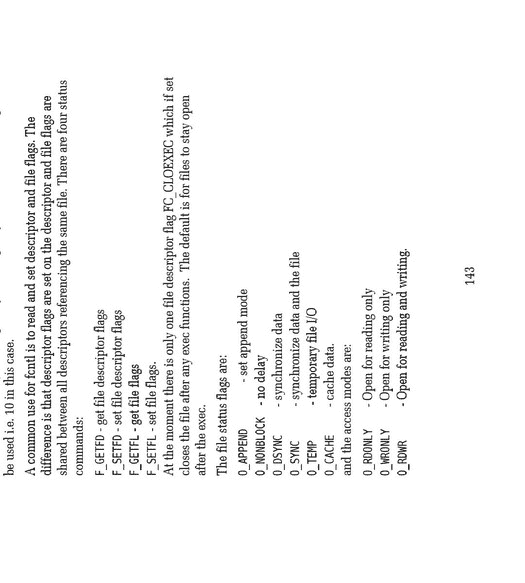 be used i.e. 10 in this case.
A common use for fcntl is to read and set descriptor and file flags. The
difference is that descriptor flags are set on the descriptor and file flags are
shared between all descriptors referencing the same file. There are four status
commands:
F_GETFD - get file descriptor flags
F_SETFD - set file descriptor flags
F_GETFL - get file flags
F_SETFL - set file flags.
At the moment there is only one file descriptor flag FC_CLOEXEC which if set
closes the file after any exec functions. The default is for files to stay open
after the exec.
The file status flags are:
O_APPEND - set append mode
O_NONBLOCK - no delay
O_DSYNC - synchronize data
O_SYNC - synchronize data and the file
O_TEMP - temporary file I/O
O_CACHE - cache data.
and the access modes are:
O_RDONLY - Open for reading only
O_WRONLY - Open for writing only
O_RDWR - Open for reading and writing.
143